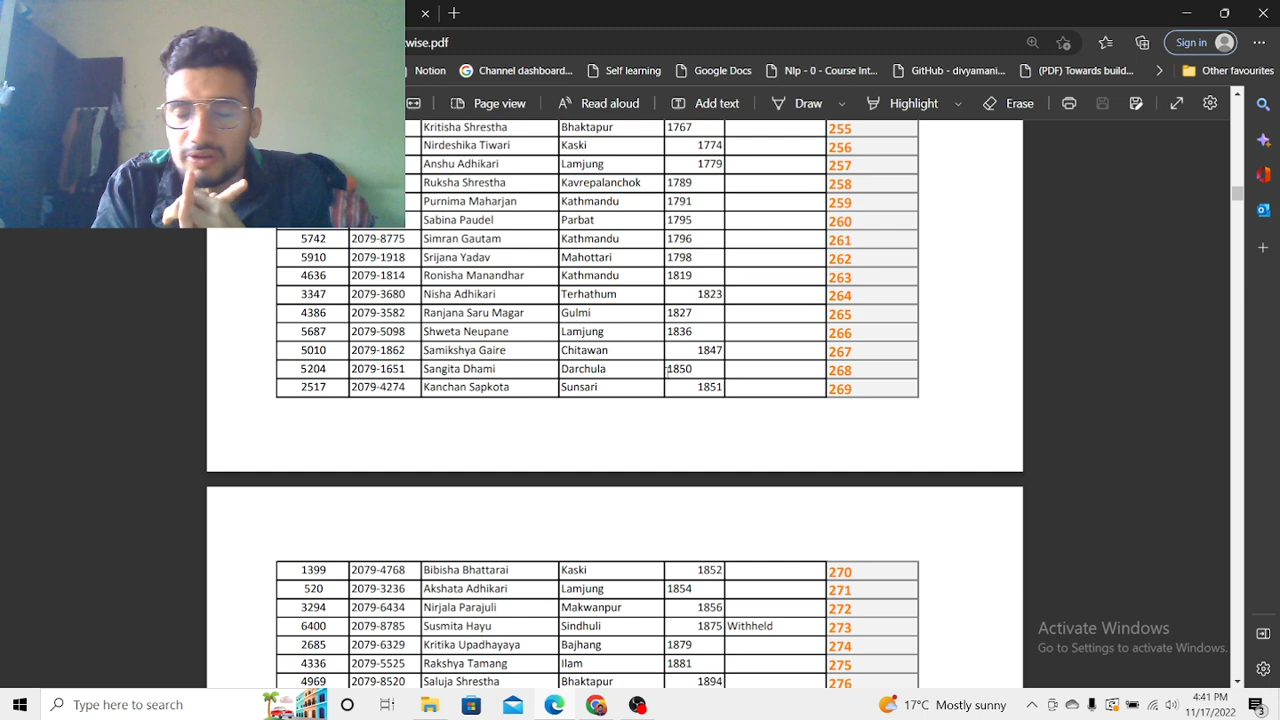 wise.pdf
Sign in
Notion Channel dashboard... Self learning Google Docs Nlp - 0 - Course Int... GitHub - divyamani... (PDF) Towards buil... Other favourites
Page view Read aloud Add text Draw Highlight Erase
Kritisha Shrestha Bhaktapur 1767 255
Nirdeshika Tiwari Kaski 1774 256
Anshu Adhikari Lamjung 1779 257
Ruksha Shrestha Kavrepalanchok 1789 258
Purnima Maharjan Kathmandu 1791 259
Sabina Paudel Parbat 1795 260
5742 2079-8775 Simran Gautam Kathmandu 1796 261
5910 2079-1918 Srijana Yadav Mahottari 1798 262
4636 2079-1814 Ronisha Manandhar Kathmandu 1819 263
3347 2079-3680 Nisha Adhikari Terhathum 1823 264
4386 2079-3582 Ranjana Saru Magar Gulmi 1827 265
5687 2079-5098 Shweta Neupane Lamjung 1836 266
5010 2079-1862 Samikshya Gaire Chitawan 1847 267
5204 2079-1651 Sangita Dhami Darchula 1850 268
2517 2079-4274 Kanchan Sapkota Sunsari 1851 269
1399 2079-4768 Bibisha Bhattarai Kaski 1852 270
520 2079-3236 Akshata Adhikari Lamjung 1854 271
3294 2079-6434 Nirjala Parajuli Makwanpur 1856 272
6400 2079-8785 Susmita Hayu Sindhuli 1875 Withheld 273
2685 2079-6329 Kritika Upadhayaya Bajhang 1879 274
4336 2079-5525 Rakshya Tamang Ilam 1881 275
4969 2079-8520 Saluja Shrestha Bhaktapur 1894 276
Activate Windows
Go to Settings to activate Windows.
Type here to search
17°C Mostly sunny
4:41 PM
11/17/2022
3